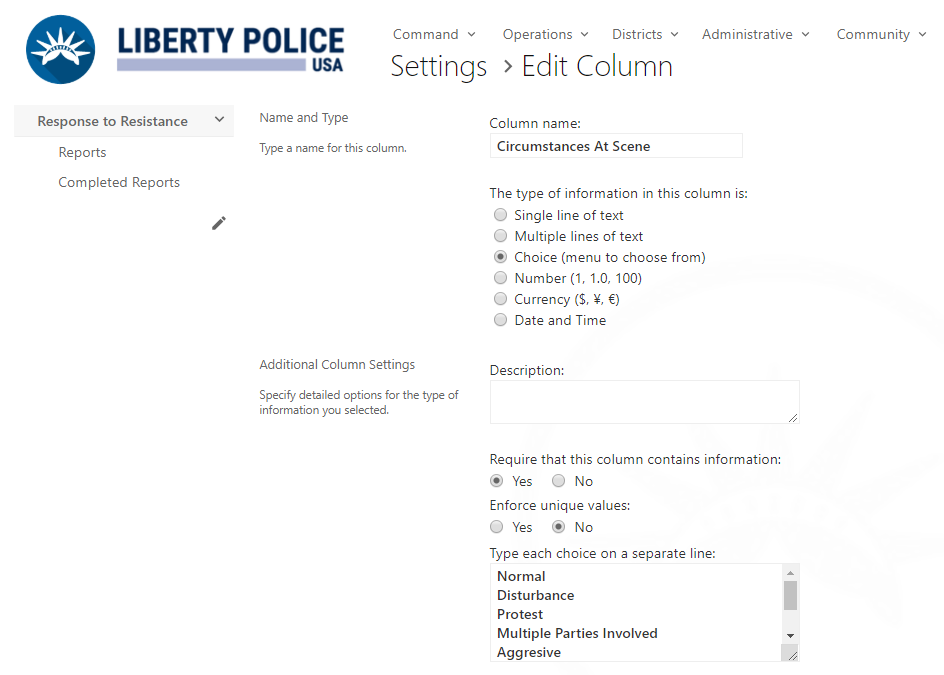 LIBERTY POLICE
USA
Command Operations Districts Administrative Community
Settings > Edit Column
Response to Resistance
Reports
Completed Reports
Name and Type
Type a name for this column.
Column name:
Circumstances At Scene
The type of information in this column is:
Single line of text
Multiple lines of text
Choice (menu to choose from)
Number (1, 1.0, 100)
Currency ($, ¥, €)
Date and Time
Additional Column Settings
Specify detailed options for the type of
information you selected.
Description:
Require that this column contains information:
Yes No
Enforce unique values:
Yes No
Type each choice on a separate line:
Normal
Disturbance
Protest
Multiple Parties Involved
Aggresive